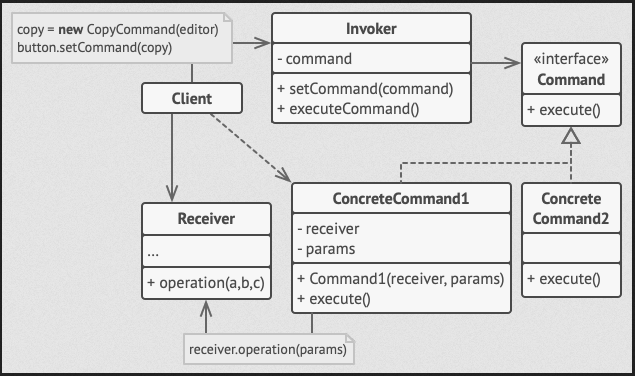 copy = new CopyCommand(editor)
button.setCommand(copy)
Invoker
- command
+ setCommand(command)
+ executeCommand()
«interface»
Command
+ execute()
Client
Receiver
...
+ operation(a,b,c)
ConcreteCommand1
- receiver
- params
+ Command1(receiver, params)
+ execute()
Concrete
Command2
+ execute()
receiver.operation(params)